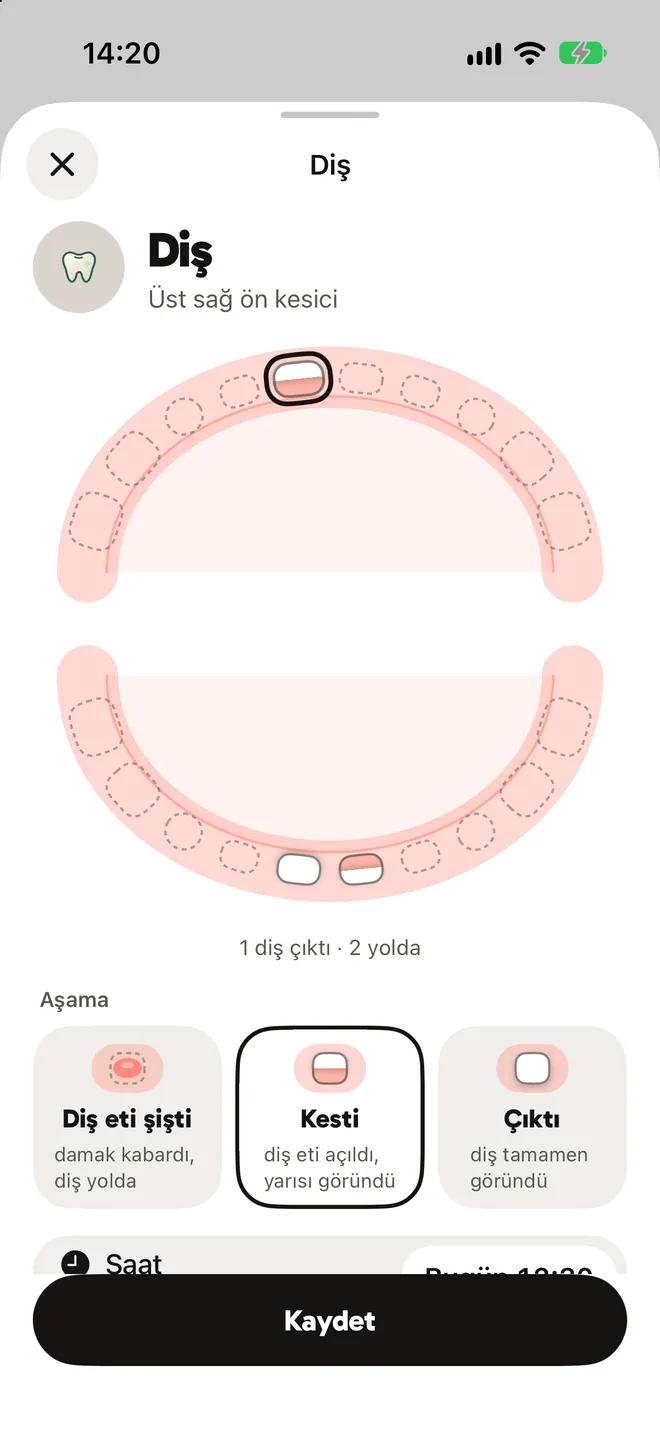 14:20
Diş
Diş
Üst sağ ön kesici
1 diş çıktı · 2 yolda
Aşama
Diş eti şişti
damak kabardı,
diş yolda
Kesti
diş eti açıldı,
yarısı göründü
Çıktı
diş tamamen
göründü
Saat
Kaydet